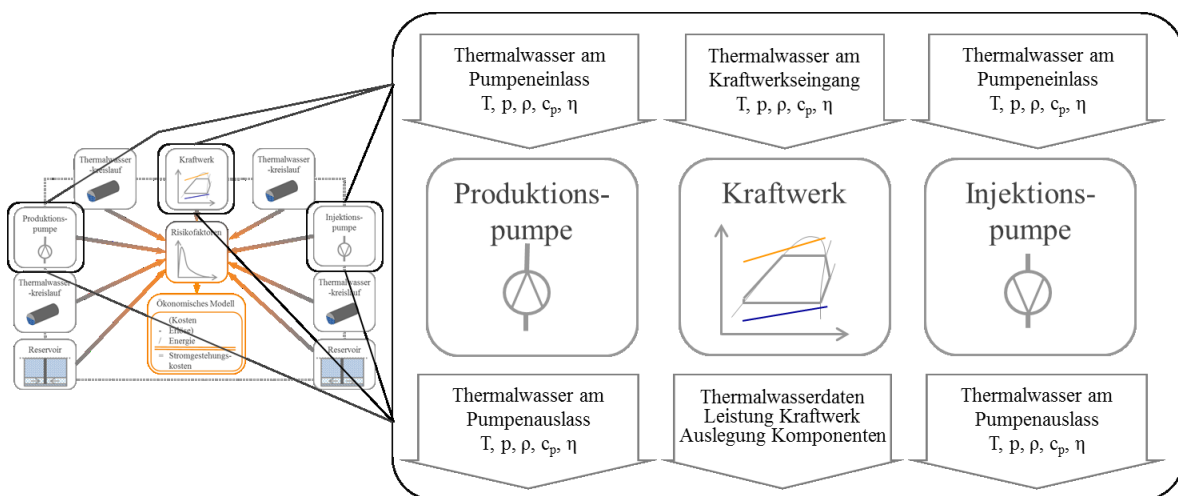 Thermalwasser
-kreislauf
Kraftwerk
Thermalwasser
-kreislauf
Produktions-
pumpe
Risikofaktoren
Injektions-
pumpe
Thermalwasser
-kreislauf
Ökonomisches Modell
(Kosten
- Erlöse)
/ Energie
= Stromgestehungs-
kosten
Thermalwasser
-kreislauf
Reservoir
Reservoir
Thermalwasser am
Pumpeneinlass
T, p, ρ, cp, η
Thermalwasser am
Kraftwerkseingang
T, p, ρ, cp, η
Thermalwasser am
Pumpeneinlass
T, p, ρ, cp, η
Produktions-
pumpe
Kraftwerk
Injektions-
pumpe
Thermalwasser am
Pumpenauslass
T, p, ρ, cp, η
Thermalwasserdaten
Leistung Kraftwerk
Auslegung Komponenten
Thermalwasser am
Pumpenauslass
T, p, ρ, cp, η